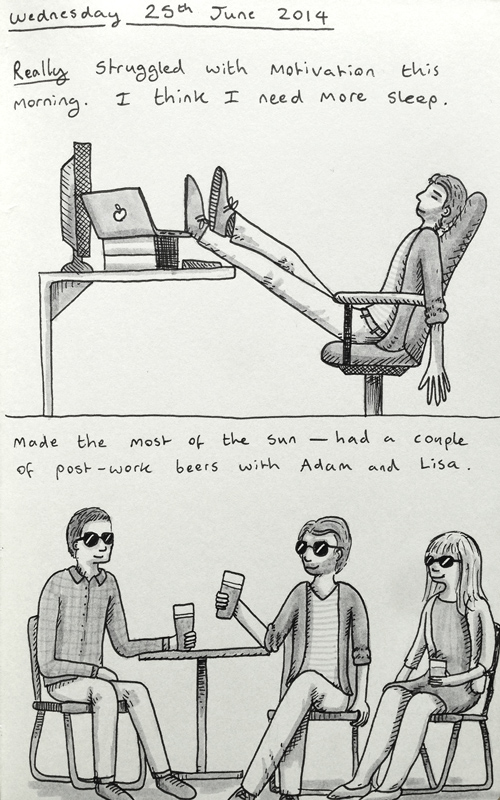 Wednesday 25th June 2014
Really struggled with motivation this
morning. I think I need more sleep.
Made the most of the sun — had a couple
of post-work beers with Adam and Lisa.